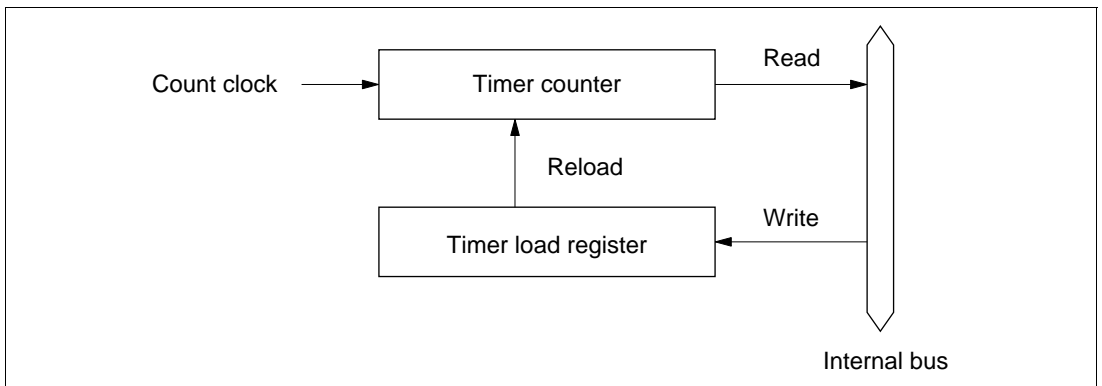 Read
Count clock
Timer counter
Reload
Write
Timer load register
Internal bus